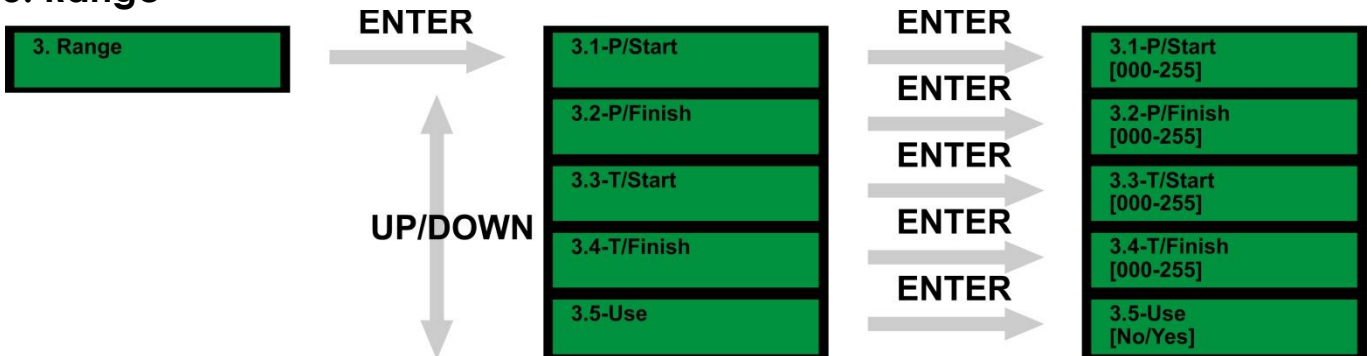 3. Range
ENTER
3. Range
3.1-P/Start
3.2-P/Finish
3.3-T/Start
3.4-T/Finish
3.5-Use
UP/DOWN
ENTER
ENTER
ENTER
ENTER
ENTER
3.1-P/Start
[000-255]
3.2-P/Finish
[000-255]
3.3-T/Start
[000-255]
3.4-T/Finish
[000-255]
3.5-Use
[No/Yes]